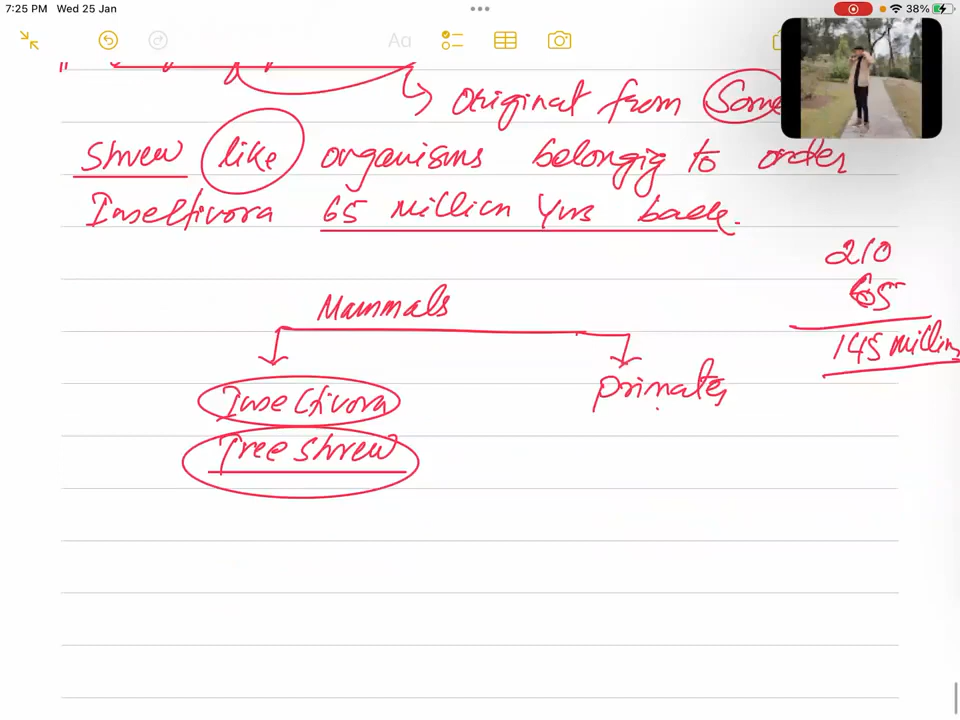 7:25 PM Wed 25 Jan
38%
Aa
Original from Some
Shrew like organisms belongig to order
Insectivora 65 Million Yrs back.
210
65
145 Million
Mammals
Insectivora
Primates
Tree Shrew